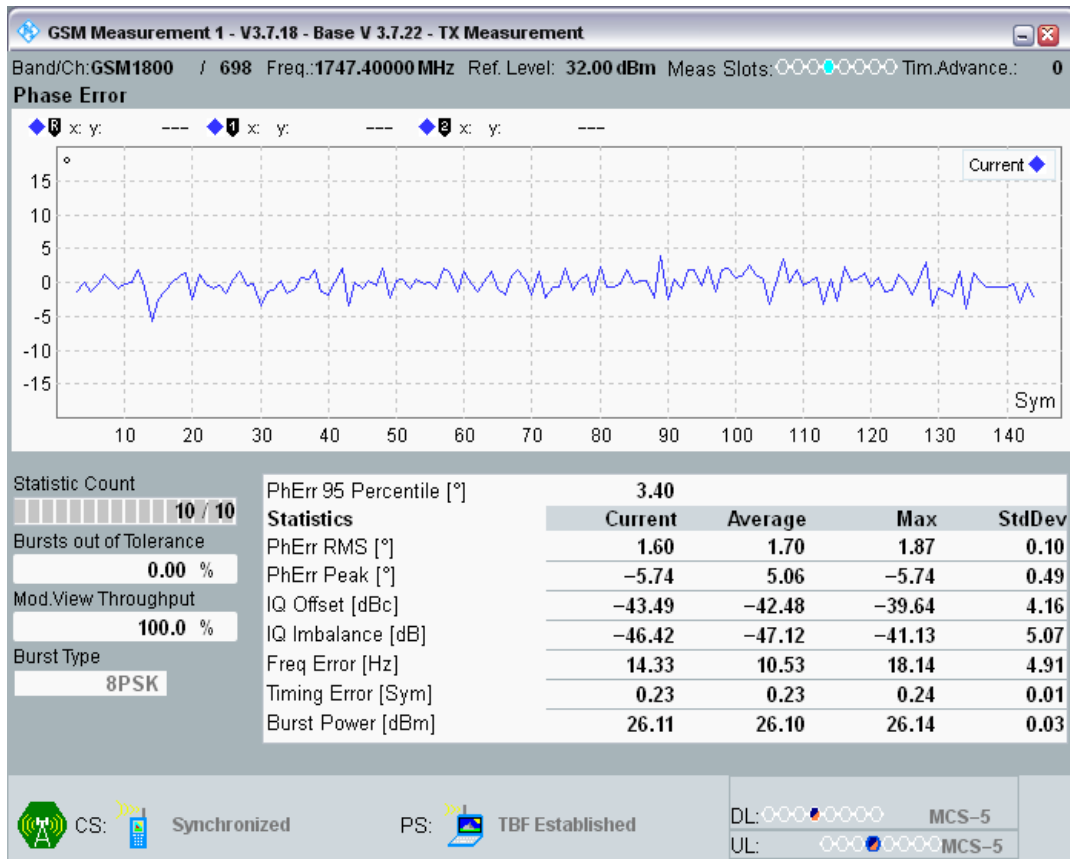 GSM Measurement 1 - V3.7.18 - Base V 3.7.22 - TX Measurement
Band/Ch:GSM1800 / 698 Freq.:1747.40000 MHz Ref. Level: 32.00 dBm Meas Slots: Tim.Advance.: 0
Phase Error
R x: y: --- 1 x: y: --- 2 x: y: ---
°
Current
15
10
5
0
-5
-10
-15
Sym
10 20 30 40 50 60 70 80 90 100 110 120 130 140
Statistic Count
10 / 10
Bursts out of Tolerance
0.00 %
Mod.View Throughput
100.0 %
Burst Type
8PSK
PhErr 95 Percentile [°] 3.40
Statistics Current Average Max StdDev
PhErr RMS [°] 1.60 1.70 1.87 0.10
PhErr Peak [°] −5.74 5.06 −5.74 0.49
IQ Offset [dBc] −43.49 −42.48 −39.64 4.16
IQ Imbalance [dB] −46.42 −47.12 −41.13 5.07
Freq Error [Hz] 14.33 10.53 18.14 4.91
Timing Error [Sym] 0.23 0.23 0.24 0.01
Burst Power [dBm] 26.11 26.10 26.14 0.03
CS: Synchronized PS: TBF Established
DL: MCS−5
UL: MCS−5